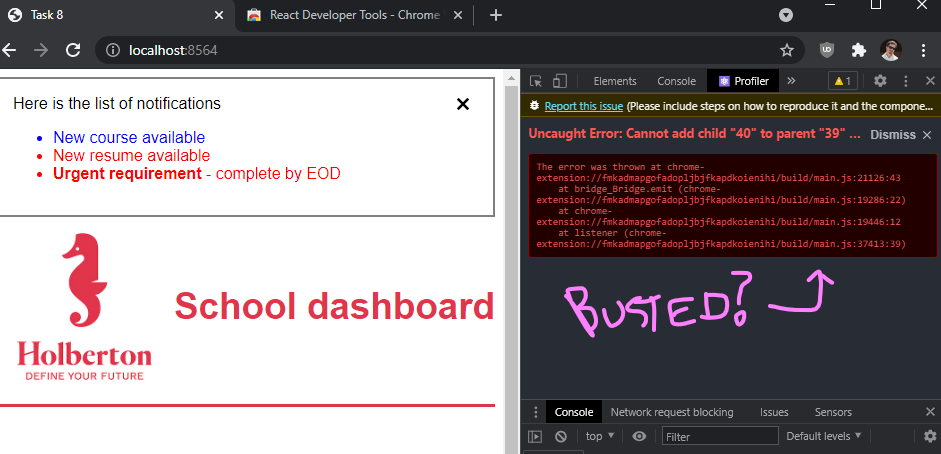 Task 8
React Developer Tools - Chrome
localhost:8564
Here is the list of notifications
New course available
New resume available
Urgent requirement - complete by EOD
Holberton
DEFINE YOUR FUTURE
School dashboard
Elements Console Profiler » 1
Report this issue (Please include steps on how to reproduce it and the compone...
Uncaught Error: Cannot add child "40" to parent "39" ... Dismiss
The error was thrown at chrome-
extension://fmkadmapgofadopljbjfkapdkoienihi/build/main.js:21126:43
at bridge_Bridge.emit (chrome-
extension://fmkadmapgofadopljbjfkapdkoienihi/build/main.js:19286:22)
at chrome-
extension://fmkadmapgofadopljbjfkapdkoienihi/build/main.js:19446:12
at listener (chrome-
extension://fmkadmapgofadopljbjfkapdkoienihi/build/main.js:37413:39)
BUSTED?
Console Network request blocking Issues Sensors
top Filter Default levels